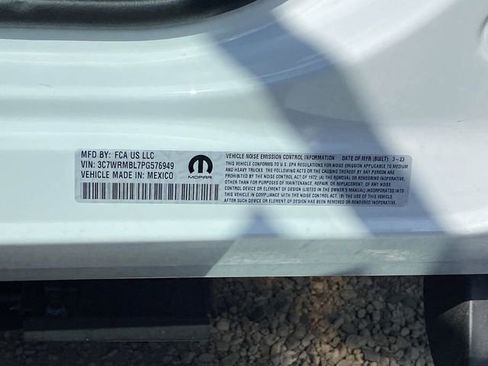 MFD BY: FCA US LLC
VIN: 3C7WRMBL7PG576949
VEHICLE MADE IN: MEXICO
MOPAR
VEHICLE NOISE EMISSION CONTROL INFORMATION DATE OF MFR (BUILT): 3-23
THIS VEHICLE CONFORMS TO U.S. EPA REGULATIONS FOR NOISE EMISSION
APPLICABLE TO MEDIUM AND
HEAVY TRUCKS. THE FOLLOWING ACTS OR THE CAUSING THEREOF BY ANY PERSON ARE
PROHIBITED BY THE NOISE CONTROL ACT OF 1972: (A) THE REMOVAL OR RENDERING
INOPERATIVE, OTHER THAN FOR PURPOSES OF MAINTENANCE, REPAIR, OR REPLACEMENT,
OF ANY NOISE CONTROL DEVICE OR ELEMENT OF DESIGN (LISTED IN THE OWNER'S MANUAL)
INCORPORATED INTO THIS VEHICLE IN COMPLIANCE WITH THE NOISE CONTROL ACT: (B) THE USE OF THIS VEHICLE
AFTER SUCH DEVICE OR ELEMENT OF DESIGN HAS BEEN REMOVED OR RENDERED INOPERATIVE.